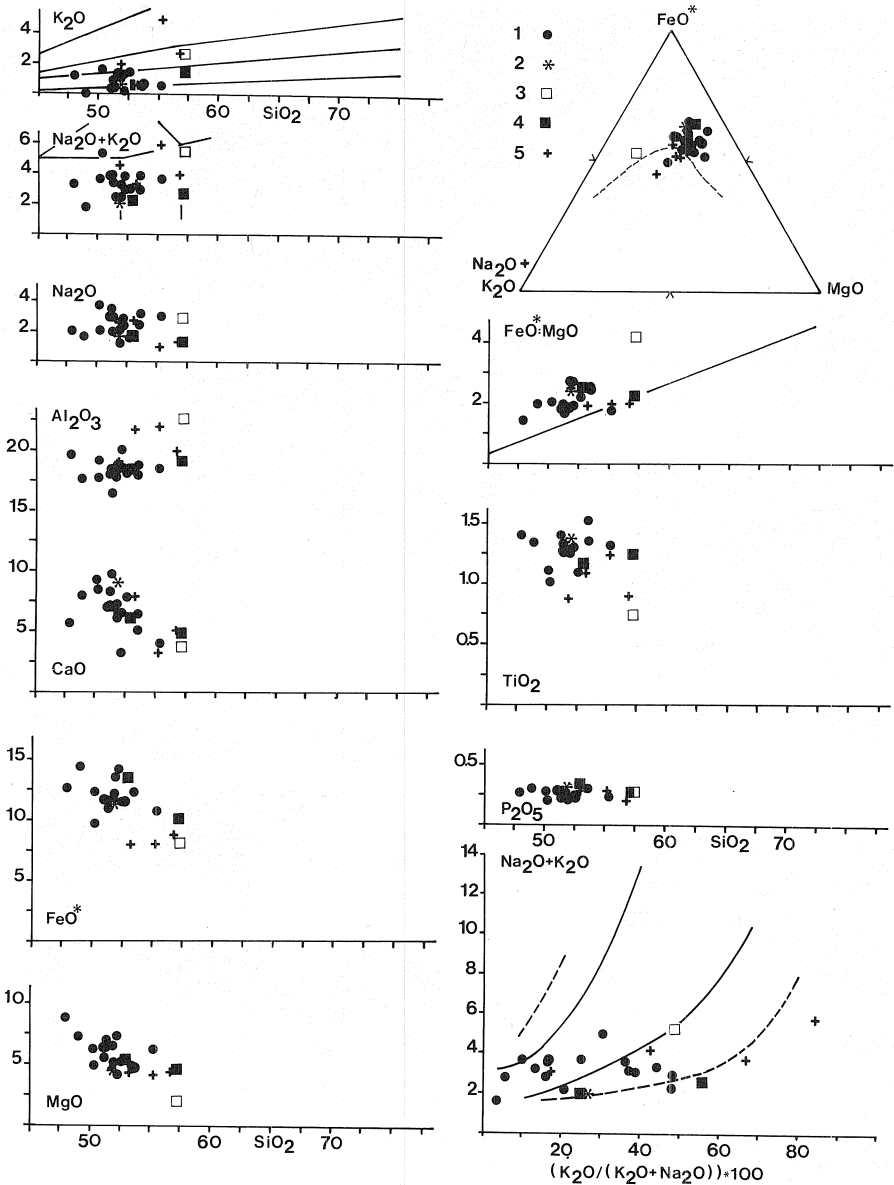 K2O
4
2
50 60 SiO2 70
Na2O+K2O
6
4
2
Na2O
4
2
Al2O3
20
15
10
5
CaO
15
10
5
FeO*
10
5
MgO
50 60 SiO2 70
FeO*
1
2 *
3
4
5 +
Na2O+
K2O
MgO
FeO*:MgO
4
2
1.5
1.0
0.5
TiO2
0.5
P2O5
50 60 SiO2 70
Na2O+K2O
14
12
10
8
6
4
2
20 40 60 80
(K2O/(K2O+Na2O))*100